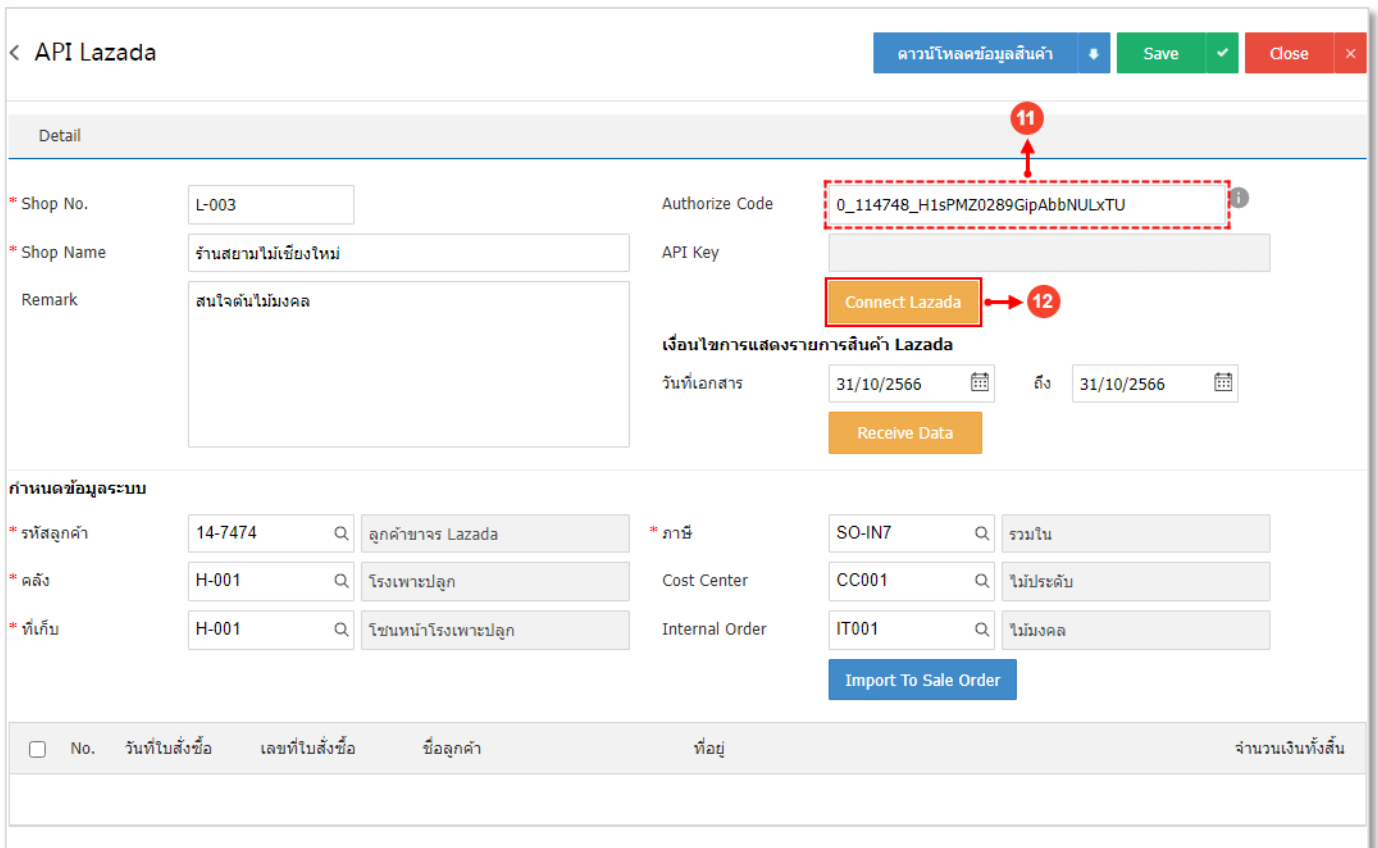 API Lazada
ดาวน์โหลดข้อมูลสินค้า
Save
Close
11
Detail
* Shop No. L-003 Authorize Code 0_114748_H1sPMZ0289GipAbbNULxTU
* Shop Name ร้านสยามไม้เชียงใหม่ API Key
Remark สนใจต้นไม้มงคล Connect Lazada 12
เงื่อนไขการแสดงรายการสินค้า Lazada
วันที่เอกสาร 31/10/2566 ถึง 31/10/2566
Receive Data
กำหนดข้อมูลระบบ
* รหัสลูกค้า 14-7474 ลูกค้าขาจร Lazada * ภาษี SO-IN7 รวมใน
* คลัง H-001 โรงเพาะปลูก Cost Center CC001 ไม้ประดับ
* ที่เก็บ H-001 โซนหน้าโรงเพาะปลูก Internal Order IT001 ไม้มงคล
Import To Sale Order
No. วันที่ใบสั่งซื้อ เลขที่ใบสั่งซื้อ ชื่อลูกค้า ที่อยู่ จำนวนเงินทั้งสิ้น